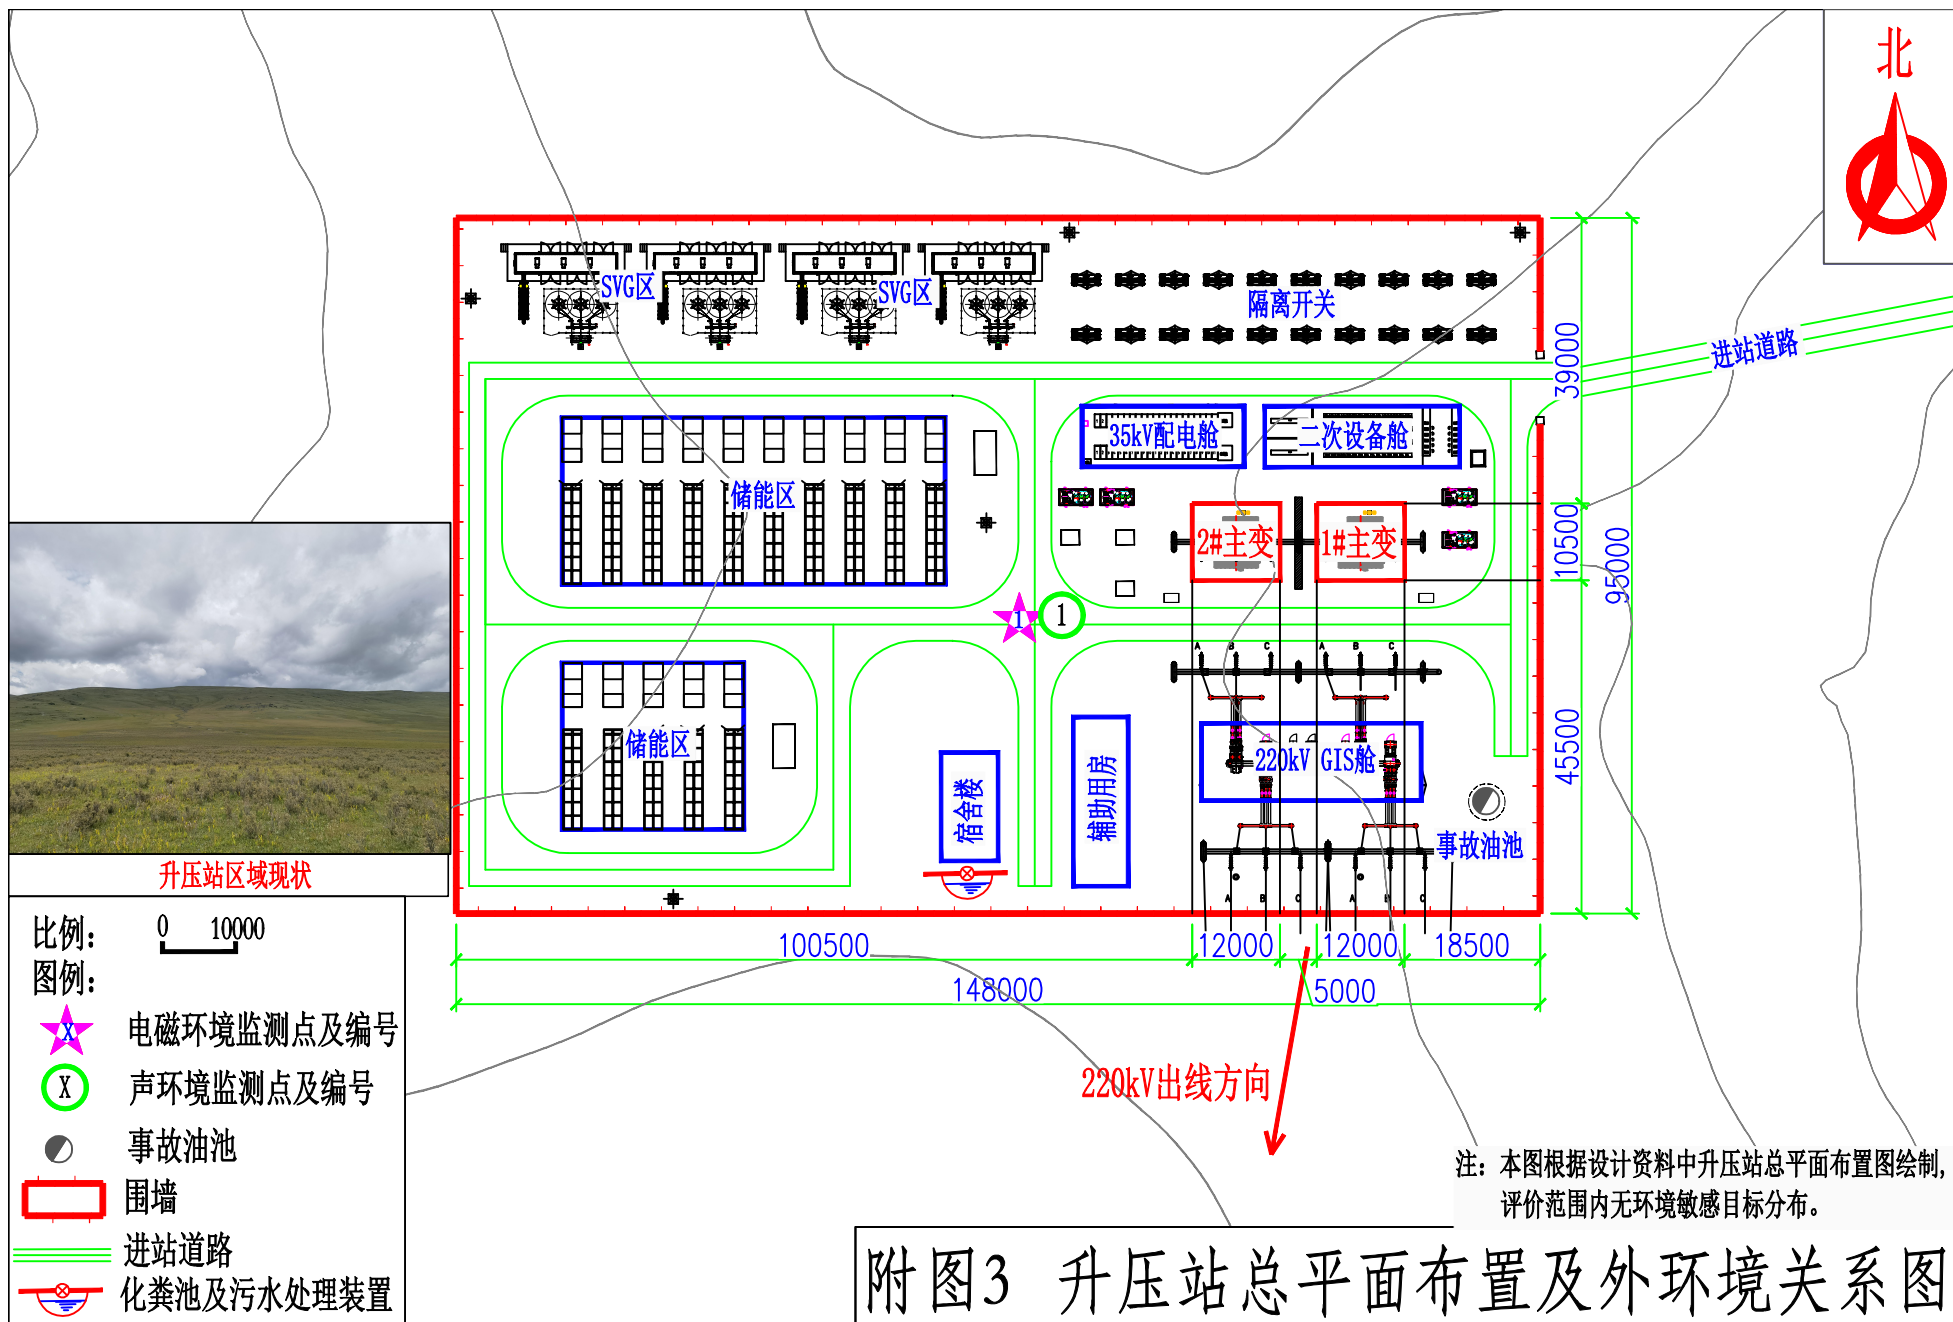 北
SVG区
SVG区
隔离开关
进站道路
39000
35kV配电舱
二次设备舱
储能区
2#主变
1#主变
10500
95000
1
1
A
B
C
A
B
C
储能区
220kV GIS舱
宿舍楼
辅助用房
45500
事故油池
A
B
C
A
B
C
升压站区域现状
100500
12000
12000
18500
148000
5000
220kV出线方向
比例:
0
10000
图例:
X
电磁环境监测点及编号
X
声环境监测点及编号
事故油池
围墙
进站道路
化粪池及污水处理装置
注: 本图根据设计资料中升压站总平面布置图绘制,
评价范围内无环境敏感目标分布。
附图3 升压站总平面布置及外环境关系图